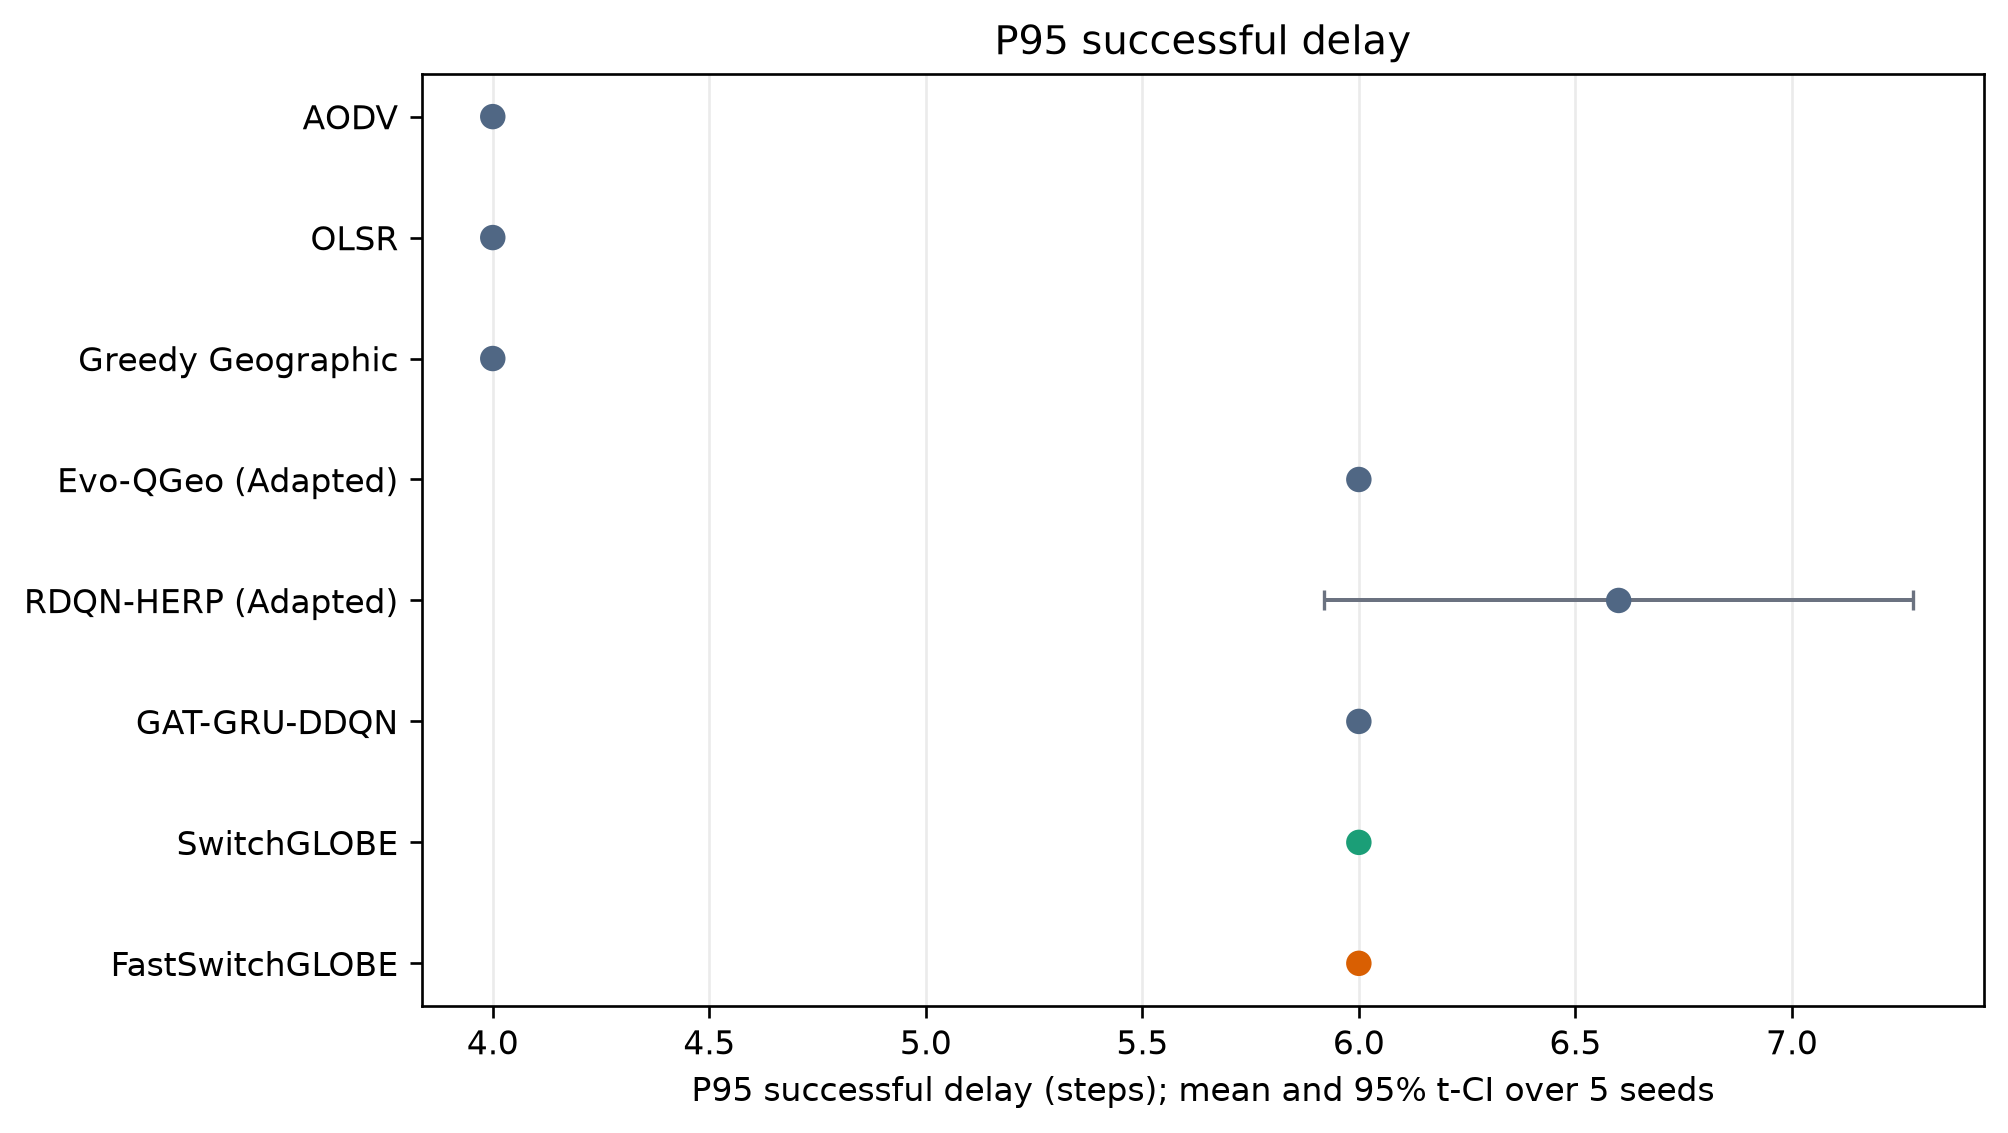 P95 successful delay
AODV
OLSR
Greedy Geographic
Evo-QGeo (Adapted)
RDQN-HERP (Adapted)
GAT-GRU-DDQN
SwitchGLOBE
FastSwitchGLOBE
4.0 4.5 5.0 5.5 6.0 6.5 7.0
P95 successful delay (steps); mean and 95% t-CI over 5 seeds